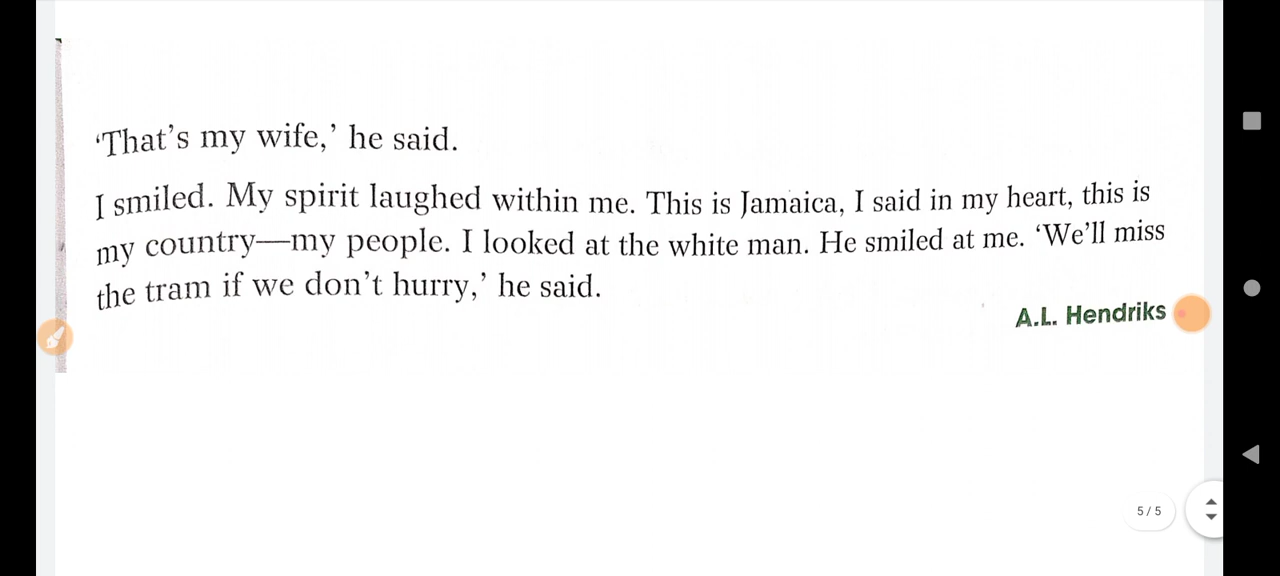 ‘That’s my wife,’ he said.
I smiled. My spirit laughed within me. This is Jamaica, I said in my heart, this is
my country—my people. I looked at the white man. He smiled at me. ‘We’ll miss
the tram if we don’t hurry,’ he said.
A.L. Hendriks
5 / 5